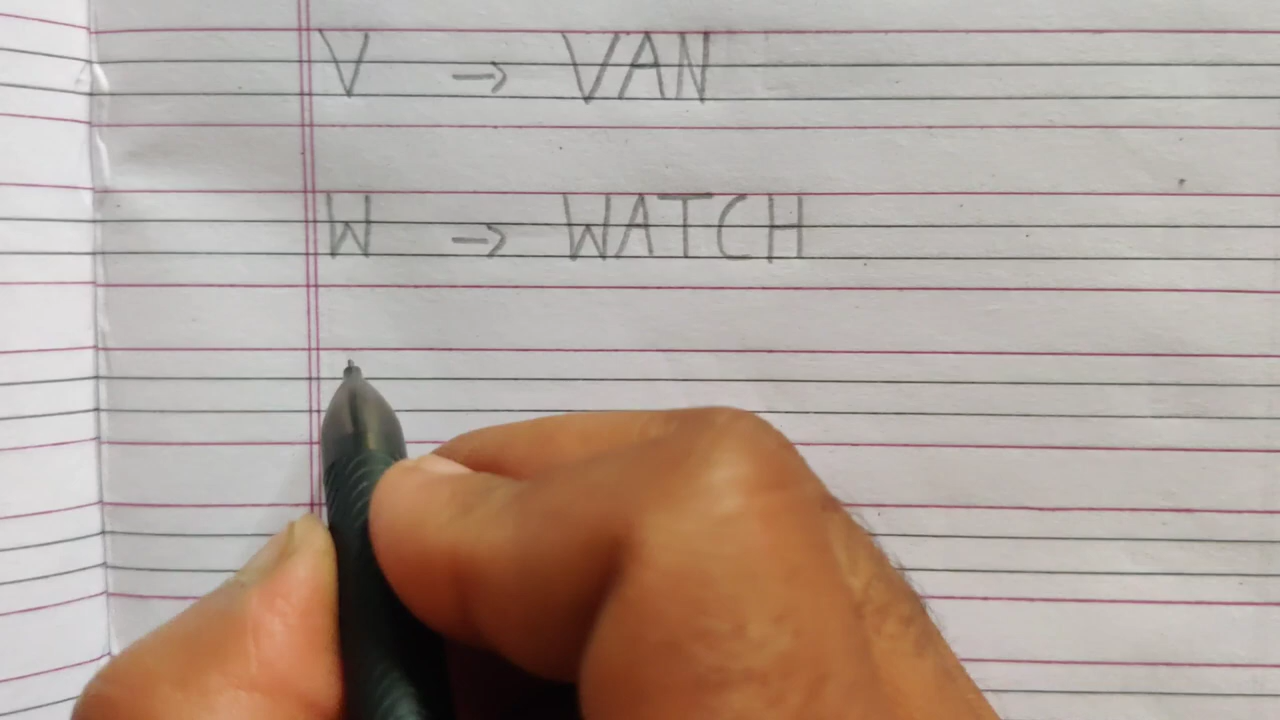 V → VAN
W → WATCH